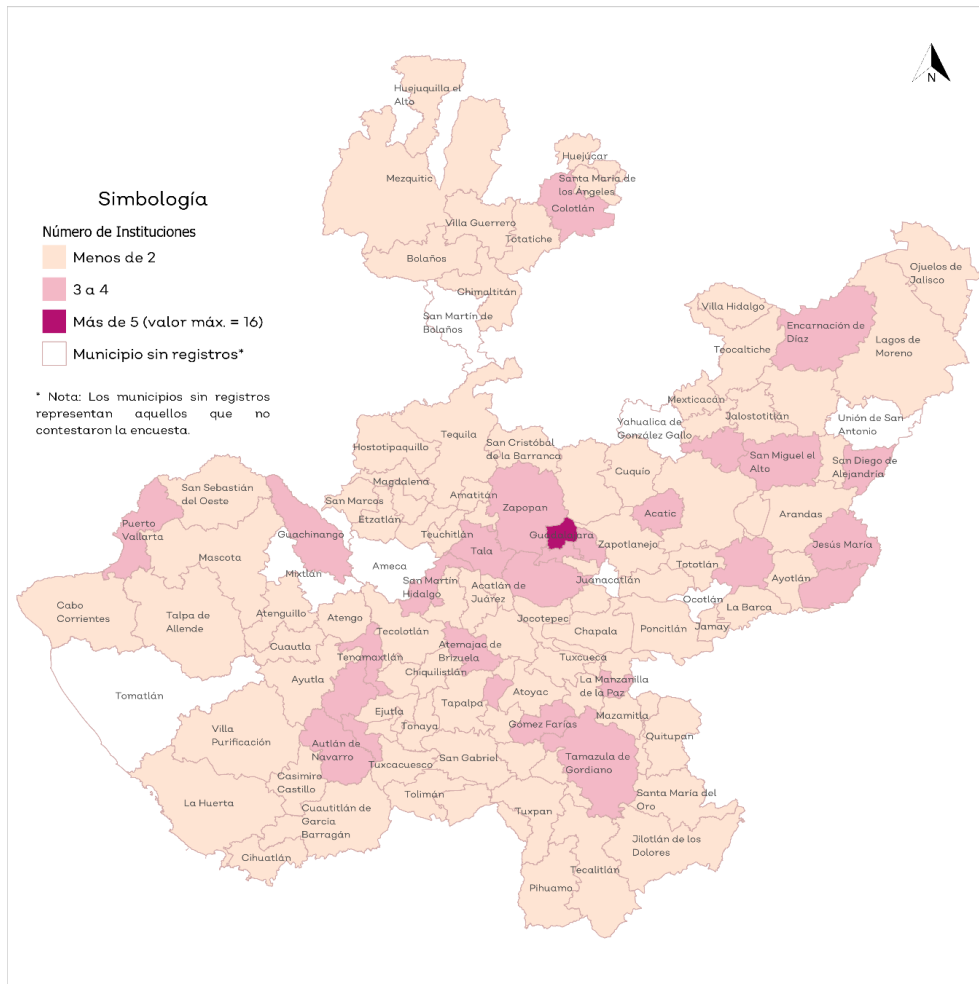 N
Simbología
Número de Instituciones
Menos de 2
3 a 4
Más de 5 (valor máx. = 16)
Municipio sin registros*
* Nota: Los municipios sin registros
representan aquellos que no
contestaron la encuesta.
Huejuquilla el
Alto
Mezquitic
Huejúcar
Santa María de
los Ángeles
Colotlán
Villa Guerrero
Totatiche
Bolaños
Chimaltitán
San Martín de
Bolaños
Ojuelos de
Jalisco
Villa Hidalgo
Encarnación de
Díaz
Lagos de
Moreno
Teocaltiche
Mexticacán
Jalostotitlán
Unión de San
Antonio
Yahualica de
González Gallo
San Miguel el
Alto
San Diego de
Alejandría
Tequila
Hostotipaquillo
San Cristóbal
de la Barranca
Cuquío
Magdalena
San Marcos
Amatitán
Etzatlán
Zapopan
Acatic
Arandas
San Sebastián
del Oeste
Puerto
Vallarta
Guachinango
Teuchitlán
Guadalajara
Tala
Zapotlanejo
Jesús María
Mascota
Mixtlán
Ameca
San Martín
Hidalgo
Acatlán de
Juárez
Juanacatlán
Tototlán
Ayotlán
Ocotlán
La Barca
Cabo
Corrientes
Talpa de
Allende
Atenguillo
Atengo
Tecolotlán
Jocotepec
Chapala
Poncitlán
Jamay
Cuautla
Tenamaxtlán
Atemajac de
Brizuela
Chiquilistlán
Tuxcueca
La Manzanilla
de la Paz
Ayutla
Tomatlán
Ejutla
Tonaya
Tapalpa
Atoyac
Gómez Farías
Mazamitla
Quitupan
Villa
Purificación
Autlán de
Navarro
Tuxcacuesco
San Gabriel
Tamazula de
Gordiano
Casimiro
Castillo
Tolimán
Santa María del
Oro
La Huerta
Cuautitlán de
García
Barragán
Tuxpan
Jilotlán de los
Dolores
Cihuatlán
Tecalitlán
Pihuamo